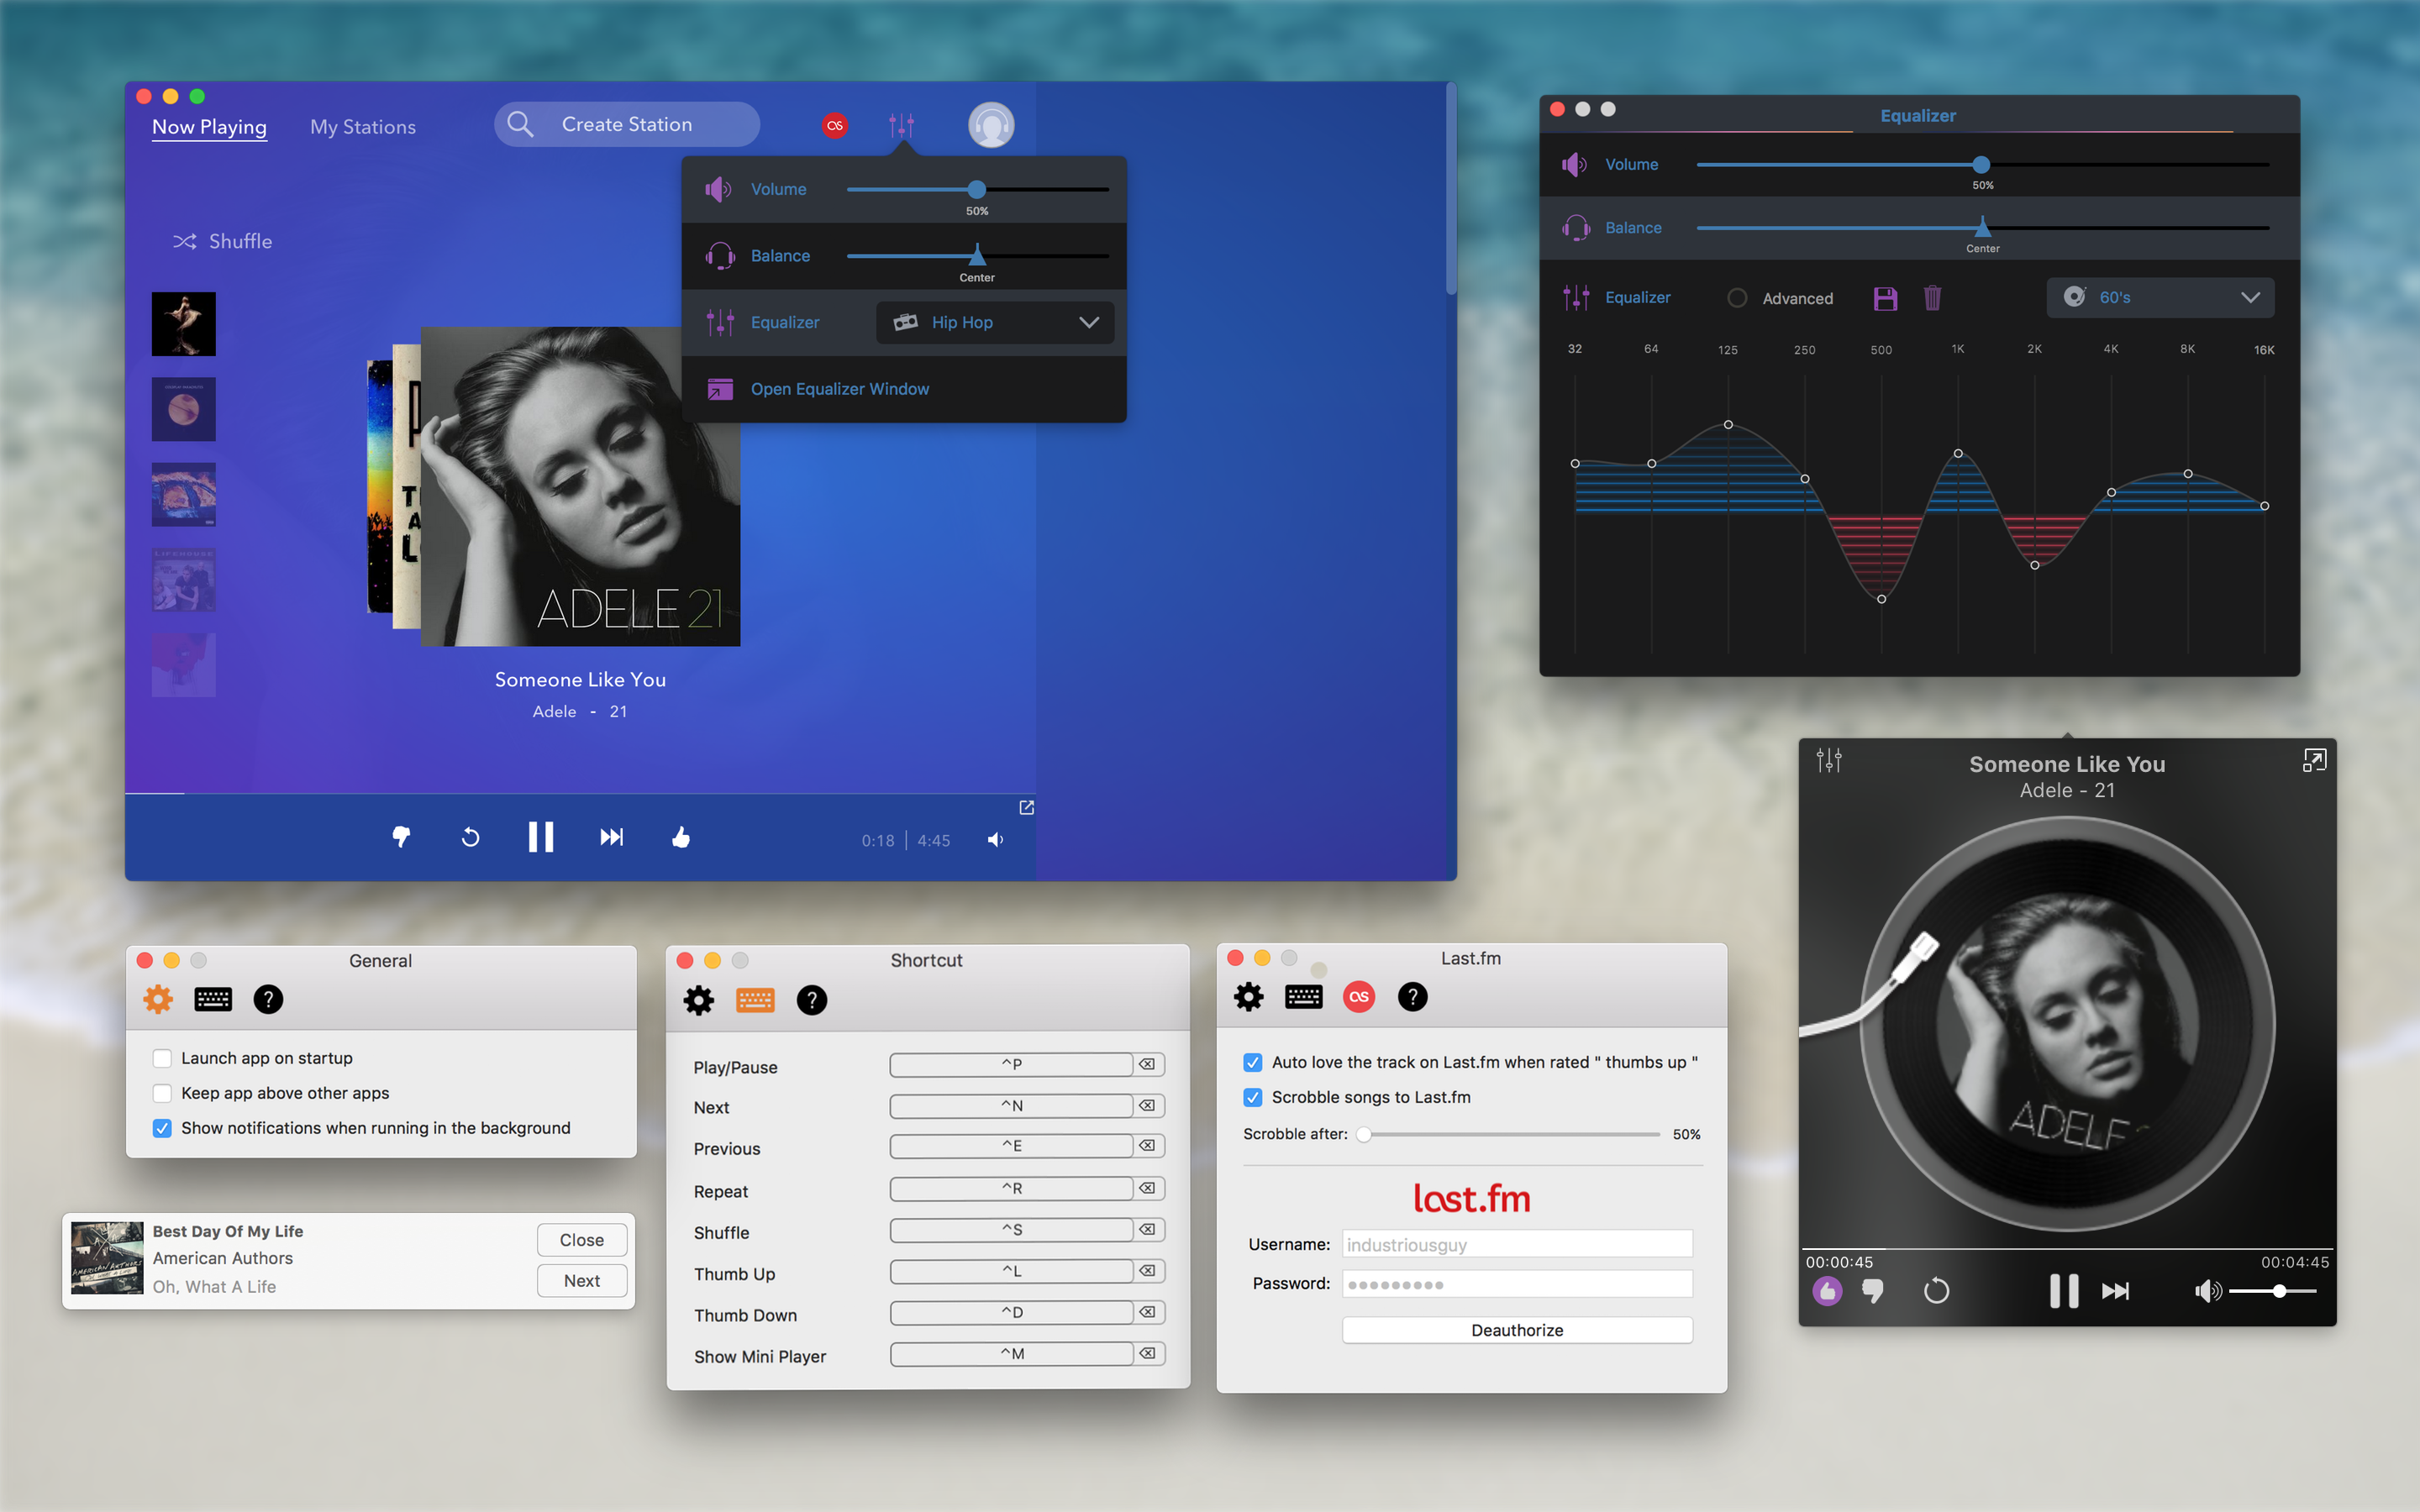 Now Playing
My Stations
Create Station
Shuffle
Volume
50%
Balance
Center
Equalizer
Hip Hop
Open Equalizer Window
LIFEHOUSE
ADELE 21
Someone Like You
Adele - 21
0:18 | 4:45
Equalizer
Volume
50%
Balance
Center
Equalizer
Advanced
60's
32 64 125 250 500 1K 2K 4K 8K 16K
Someone Like You
Adele - 21
ADELE
00:00:45
00:04:45
General
Launch app on startup
Keep app above other apps
Show notifications when running in the background
Best Day Of My Life
American Authors
Oh, What A Life
Close
Next
AMERICAN AUTHORS
Shortcut
Play/Pause ^P
Next ^N
Previous ^E
Repeat ^R
Shuffle ^S
Thumb Up ^L
Thumb Down ^D
Show Mini Player ^M
Last.fm
Auto love the track on Last.fm when rated " thumbs up "
Scrobble songs to Last.fm
Scrobble after: 50%
last.fm
Username: industriousguy
Password:
Deauthorize